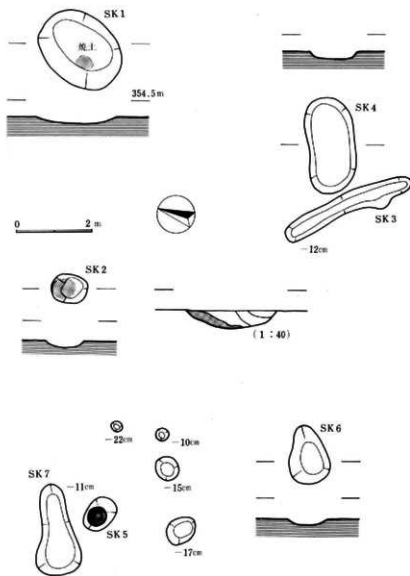 SK1
焼土
354.5m
SK4
SK3
-12cm
0 2 m
SK2
(1:40)
-22cm
-10cm
-15cm
-17cm
SK7
-11cm
SK5
SK6